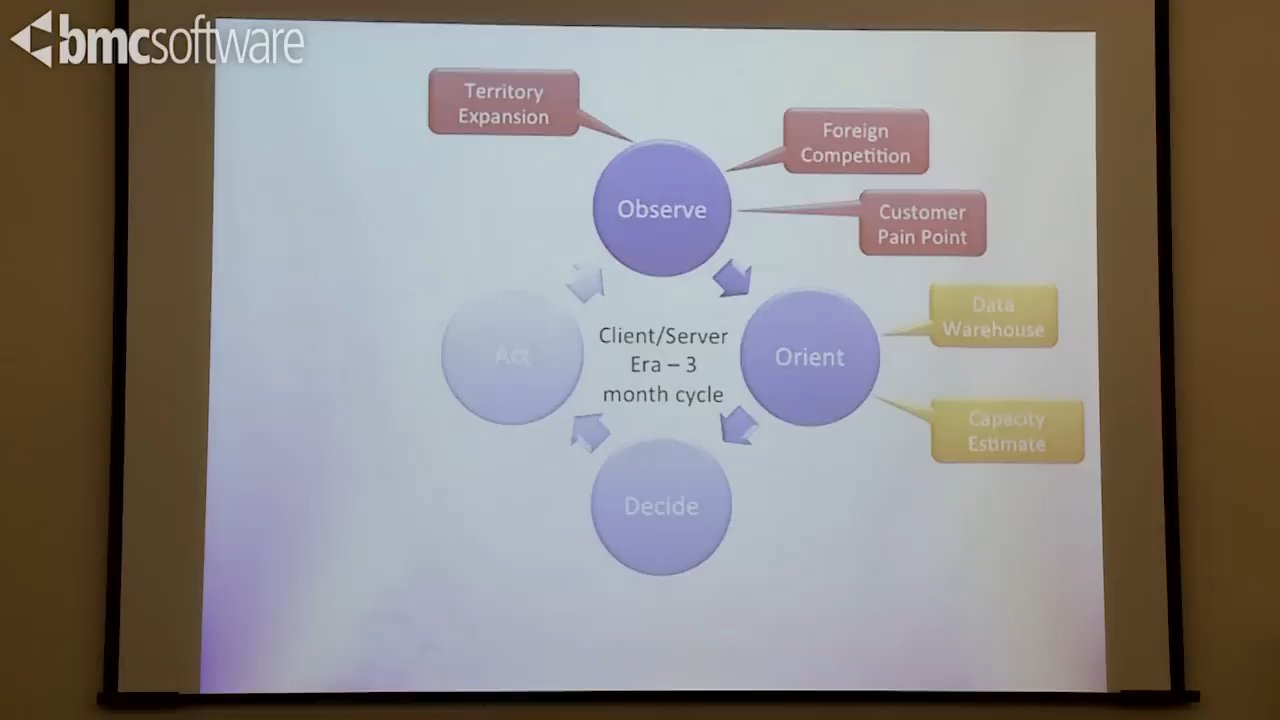 bmcsoftware
Territory
Expansion
Foreign
Competition
Observe
Customer
Pain Point
Data
Warehouse
Client/Server
Era – 3
month cycle
Act
Orient
Capacity
Estimate
Decide